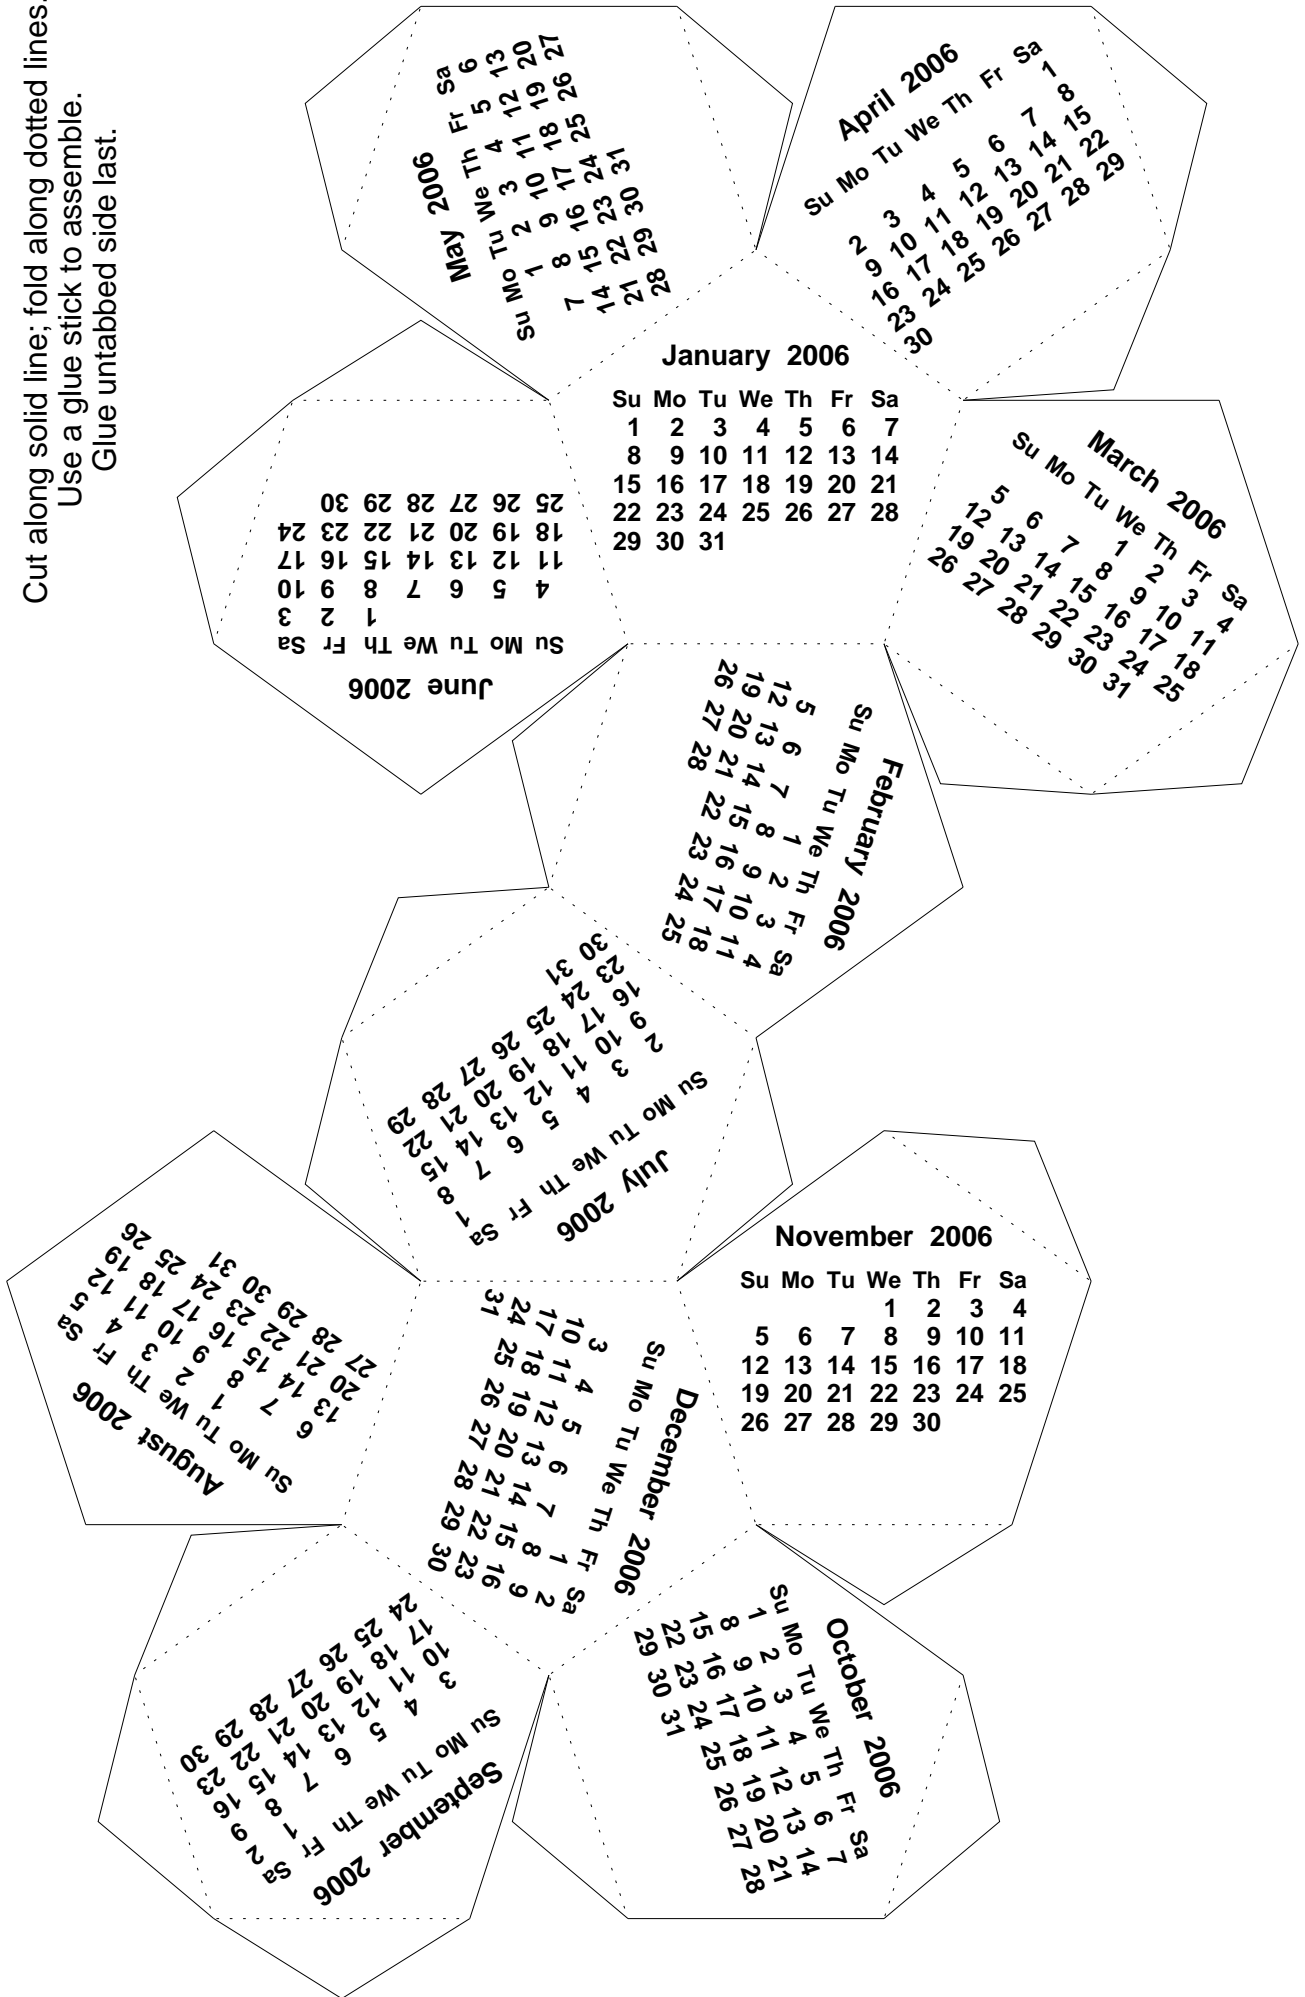 Cut along solid line; fold along dotted lines.
Use a glue stick to assemble.
Glue untabbed side last.
May 2006
Su Mo Tu We Th Fr Sa
1 2 3 4 5 6
7 8 9 10 11 12 13
14 15 16 17 18 19 20
21 22 23 24 25 26 27
28 29 30 31
April 2006
Su Mo Tu We Th Fr Sa
1
2 3 4 5 6 7 8
9 10 11 12 13 14 15
16 17 18 19 20 21 22
23 24 25 26 27 28 29
30
January 2006
Su Mo Tu We Th Fr Sa
1 2 3 4 5 6 7
8 9 10 11 12 13 14
15 16 17 18 19 20 21
22 23 24 25 26 27 28
29 30 31
March 2006
Su Mo Tu We Th Fr Sa
1 2 3 4
5 6 7 8 9 10 11
12 13 14 15 16 17 18
19 20 21 22 23 24 25
26 27 28 29 30 31
June 2006
Su Mo Tu We Th Fr Sa
1 2 3
4 5 6 7 8 9 10
11 12 13 14 15 16 17
18 19 20 21 22 23 24
25 26 27 28 29 30
February 2006
Su Mo Tu We Th Fr Sa
1 2 3 4
5 6 7 8 9 10 11
12 13 14 15 16 17 18
19 20 21 22 23 24 25
26 27 28
July 2006
Su Mo Tu We Th Fr Sa
1
2 3 4 5 6 7 8
9 10 11 12 13 14 15
16 17 18 19 20 21 22
23 24 25 26 27 28 29
30 31
August 2006
Su Mo Tu We Th Fr Sa
1 2 3 4 5
6 7 8 9 10 11 12
13 14 15 16 17 18 19
20 21 22 23 24 25 26
27 28 29 30 31
November 2006
Su Mo Tu We Th Fr Sa
1 2 3 4
5 6 7 8 9 10 11
12 13 14 15 16 17 18
19 20 21 22 23 24 25
26 27 28 29 30
December 2006
Su Mo Tu We Th Fr Sa
1 2
3 4 5 6 7 8 9
10 11 12 13 14 15 16
17 18 19 20 21 22 23
24 25 26 27 28 29 30
31
September 2006
Su Mo Tu We Th Fr Sa
1 2
3 4 5 6 7 8 9
10 11 12 13 14 15 16
17 18 19 20 21 22 23
24 25 26 27 28 29 30
October 2006
Su Mo Tu We Th Fr Sa
1 2 3 4 5 6 7
8 9 10 11 12 13 14
15 16 17 18 19 20 21
22 23 24 25 26 27 28
29 30 31